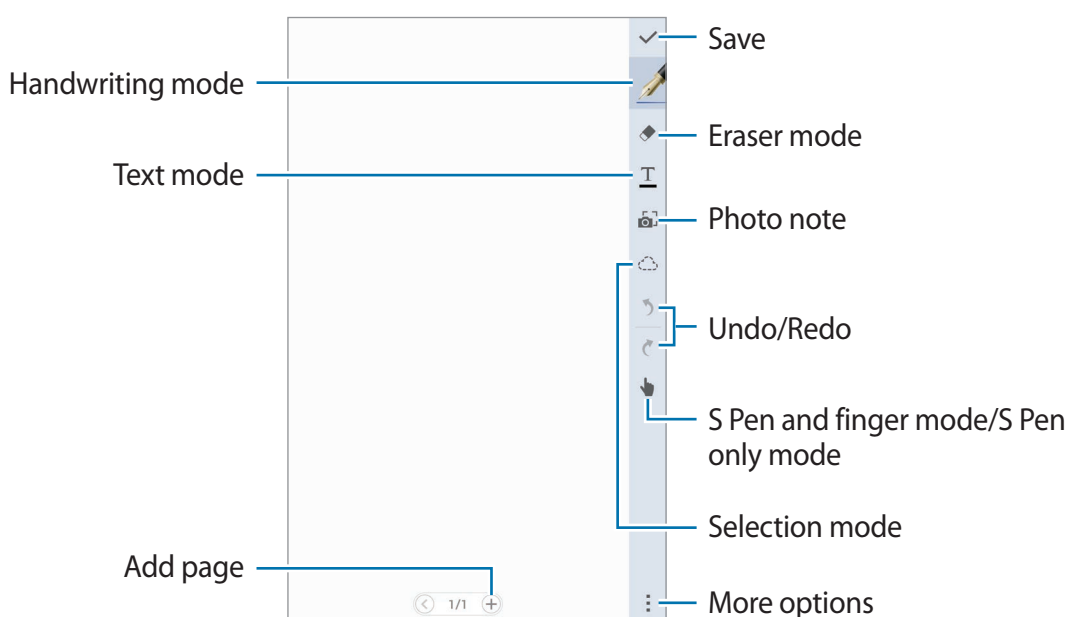 Save
Handwriting mode
Eraser mode
Text mode
T
Photo note
Undo/Redo
S Pen and finger mode/S Pen
only mode
Selection mode
Add page
1/1
More options